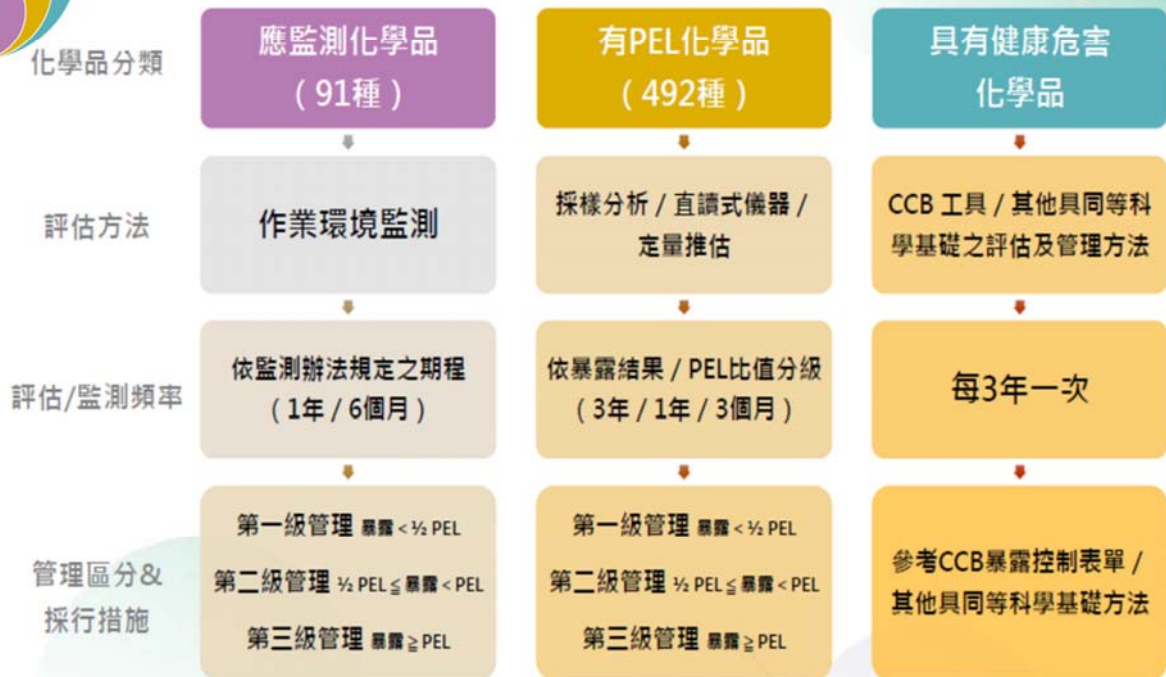 化學品分類
應監測化學品
（91種）
有PEL化學品
（492種）
具有健康危害
化學品
評估方法
作業環境監測
採樣分析 / 直讀式儀器 /
定量推估
CCB 工具 / 其他具同等科
學基礎之評估及管理方法
評估/監測頻率
依監測辦法規定之期程
（1年 / 6個月）
依暴露結果 / PEL比值分級
（3年 / 1年 / 3個月）
每3年一次
管理區分&
採行措施
第一級管理 暴露 < ½ PEL
第二級管理 ½ PEL ≦ 暴露 < PEL
第三級管理 暴露 ≧ PEL
第一級管理 暴露 < ½ PEL
第二級管理 ½ PEL ≦ 暴露 < PEL
第三級管理 暴露 ≧ PEL
參考CCB暴露控制表單 /
其他具同等科學基礎方法